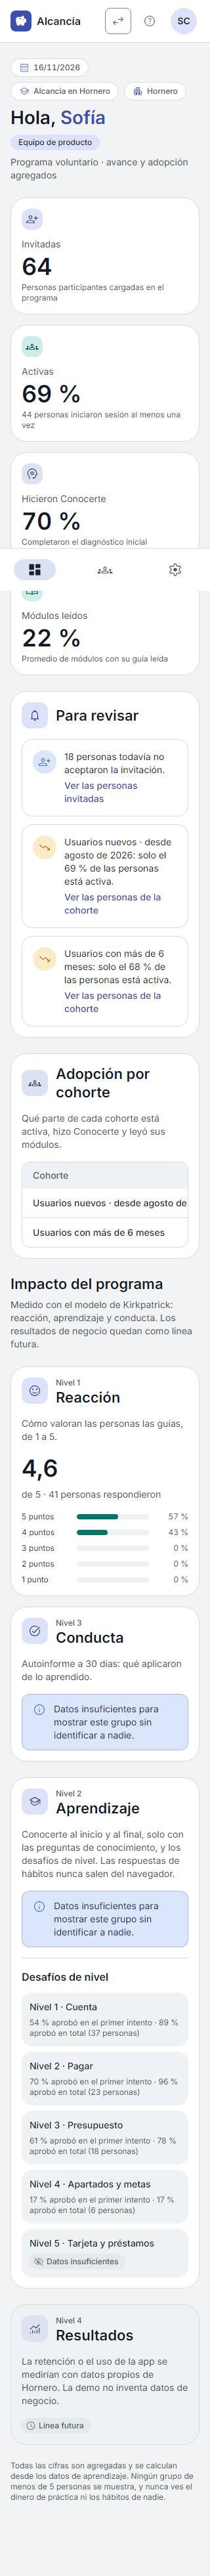 Alcancía
SC
16/11/2026
Alcancía en Hornero
Hornero
Hola, Sofía
Equipo de producto
Programa voluntario · avance y adopción
agregados
Invitadas
64
Personas participantes cargadas en el
programa
Activas
69 %
44 personas iniciaron sesión al menos una
vez
Hicieron Conocerte
70 %
Completaron el diagnóstico inicial
Módulos leídos
22 %
Promedio de módulos con su guía leída
Para revisar
18 personas todavía no
aceptaron la invitación.
Ver las personas
invitadas
Usuarios nuevos · desde
agosto de 2026: solo el
69 % de las personas
está activa.
Ver las personas de la
cohorte
Usuarios con más de 6
meses: solo el 68 % de
las personas está activa.
Ver las personas de la
cohorte
Adopción por
cohorte
Qué parte de cada cohorte está
activa, hizo Conocerte y leyó sus
módulos.
Cohorte
Usuarios nuevos · desde agosto de
Usuarios con más de 6 meses
Impacto del programa
Medido con el modelo de Kirkpatrick:
reacción, aprendizaje y conducta. Los
resultados de negocio quedan como línea
futura.
Nivel 1
Reacción
Cómo valoran las personas las guías,
de 1 a 5.
4,6
de 5 · 41 personas respondieron
5 puntos 57 %
4 puntos 43 %
3 puntos 0 %
2 puntos 0 %
1 punto 0 %
Nivel 3
Conducta
Autoinforme a 30 días: qué aplicaron
de lo aprendido.
Datos insuficientes para
mostrar este grupo sin
identificar a nadie.
Nivel 2
Aprendizaje
Conocerte al inicio y al final, solo con
las preguntas de conocimiento, y los
desafíos de nivel. Las respuestas de
hábitos nunca salen del navegador.
Datos insuficientes para
mostrar este grupo sin
identificar a nadie.
Desafíos de nivel
Nivel 1 · Cuenta
54 % aprobó en el primer intento · 89 %
aprobó en total (37 personas)
Nivel 2 · Pagar
70 % aprobó en el primer intento · 96 %
aprobó en total (23 personas)
Nivel 3 · Presupuesto
61 % aprobó en el primer intento · 78 %
aprobó en total (18 personas)
Nivel 4 · Apartados y metas
17 % aprobó en el primer intento · 17 %
aprobó en total (6 personas)
Nivel 5 · Tarjeta y préstamos
Datos insuficientes
Nivel 4
Resultados
La retención o el uso de la app se
medirían con datos propios de
Hornero. La demo no inventa datos de
negocio.
Línea futura
Todas las cifras son agregadas y se calculan
desde los datos de aprendizaje. Ningún grupo de
menos de 5 personas se muestra, y nunca ves el
dinero de práctica ni los hábitos de nadie.